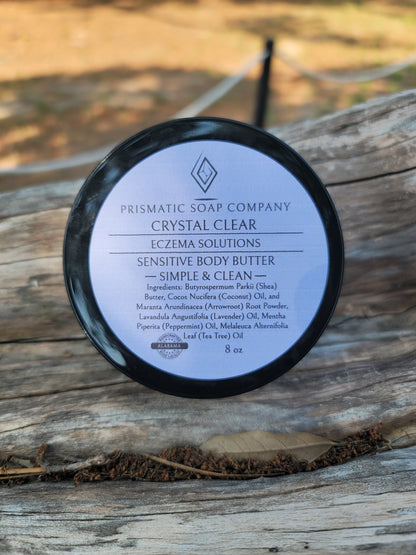 PRISMATIC SOAP COMPANY
CRYSTAL CLEAR
ECZEMA SOLUTIONS
SENSITIVE BODY BUTTER
— SIMPLE & CLEAN —
Ingredients: Butyrospermum Parkii (Shea)
Butter, Cocos Nucifera (Coconut) Oil, and
Maranta Arundinacea (Arrowroot) Root Powder,
Lavandula Angustifolia (Lavender) Oil, Mentha
Piperita (Peppermint) Oil, Melaleuca Alternifolia
Leaf (Tea Tree) Oil
ALABAMA
8 oz